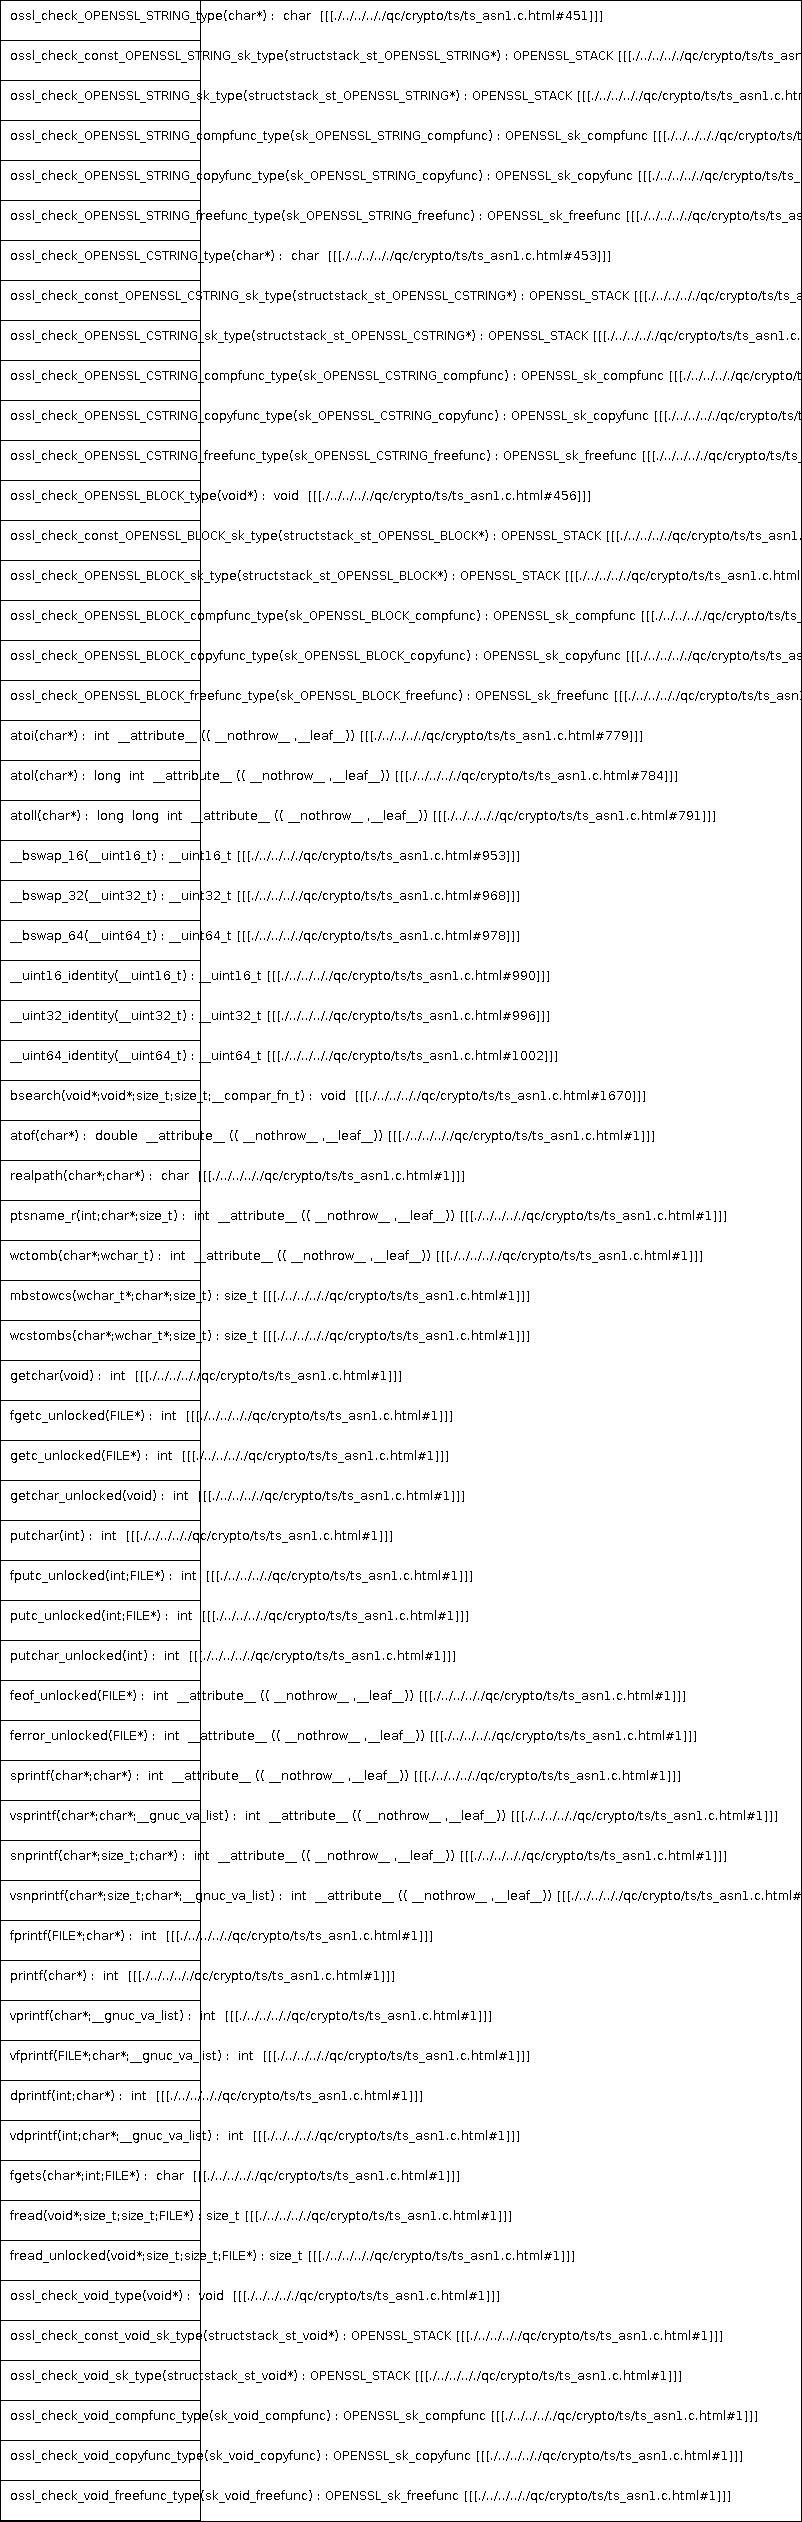 ossl_check_OPENSSL_STRING_type(char*) : char [[[./../../../../qc/crypto/ts/ts_asn1.c.html#451]]]
ossl_check_const_OPENSSL_STRING_sk_type(structstack_st_OPENSSL_STRING*) : OPENSSL_STACK [[[./../../../../qc/crypto/ts/ts_asn
ossl_check_OPENSSL_STRING_sk_type(structstack_st_OPENSSL_STRING*) : OPENSSL_STACK [[[./../../../../qc/crypto/ts/ts_asn1.c.htm
ossl_check_OPENSSL_STRING_compfunc_type(sk_OPENSSL_STRING_compfunc) : OPENSSL_sk_compfunc [[[./../../../../qc/crypto/ts/t
ossl_check_OPENSSL_STRING_copyfunc_type(sk_OPENSSL_STRING_copyfunc) : OPENSSL_sk_copyfunc [[[./../../../../qc/crypto/ts/ts_
ossl_check_OPENSSL_STRING_freefunc_type(sk_OPENSSL_STRING_freefunc) : OPENSSL_sk_freefunc [[[./../../../../qc/crypto/ts/ts_as
ossl_check_OPENSSL_CSTRING_type(char*) : char [[[./../../../../qc/crypto/ts/ts_asn1.c.html#453]]]
ossl_check_const_OPENSSL_CSTRING_sk_type(structstack_st_OPENSSL_CSTRING*) : OPENSSL_STACK [[[./../../../../qc/crypto/ts/ts_a
ossl_check_OPENSSL_CSTRING_sk_type(structstack_st_OPENSSL_CSTRING*) : OPENSSL_STACK [[[./../../../../qc/crypto/ts/ts_asn1.c.
ossl_check_OPENSSL_CSTRING_compfunc_type(sk_OPENSSL_CSTRING_compfunc) : OPENSSL_sk_compfunc [[[./../../../../qc/crypto/t
ossl_check_OPENSSL_CSTRING_copyfunc_type(sk_OPENSSL_CSTRING_copyfunc) : OPENSSL_sk_copyfunc [[[./../../../../qc/crypto/ts/t
ossl_check_OPENSSL_CSTRING_freefunc_type(sk_OPENSSL_CSTRING_freefunc) : OPENSSL_sk_freefunc [[[./../../../../qc/crypto/ts/ts_
ossl_check_OPENSSL_BLOCK_type(void*) : void [[[./../../../../qc/crypto/ts/ts_asn1.c.html#456]]]
ossl_check_const_OPENSSL_BLOCK_sk_type(structstack_st_OPENSSL_BLOCK*) : OPENSSL_STACK [[[./../../../../qc/crypto/ts/ts_asn1.
ossl_check_OPENSSL_BLOCK_sk_type(structstack_st_OPENSSL_BLOCK*) : OPENSSL_STACK [[[./../../../../qc/crypto/ts/ts_asn1.c.html
ossl_check_OPENSSL_BLOCK_compfunc_type(sk_OPENSSL_BLOCK_compfunc) : OPENSSL_sk_compfunc [[[./../../../../qc/crypto/ts/ts_
ossl_check_OPENSSL_BLOCK_copyfunc_type(sk_OPENSSL_BLOCK_copyfunc) : OPENSSL_sk_copyfunc [[[./../../../../qc/crypto/ts/ts_as
ossl_check_OPENSSL_BLOCK_freefunc_type(sk_OPENSSL_BLOCK_freefunc) : OPENSSL_sk_freefunc [[[./../../../../qc/crypto/ts/ts_asn1
atoi(char*) : int __attribute__ (( __nothrow__ ,__leaf__)) [[[./../../../../qc/crypto/ts/ts_asn1.c.html#779]]]
atol(char*) : long int __attribute__ (( __nothrow__ ,__leaf__)) [[[./../../../../qc/crypto/ts/ts_asn1.c.html#784]]]
atoll(char*) : long long int __attribute__ (( __nothrow__ ,__leaf__)) [[[./../../../../qc/crypto/ts/ts_asn1.c.html#791]]]
__bswap_16(__uint16_t) : __uint16_t [[[./../../../../qc/crypto/ts/ts_asn1.c.html#953]]]
__bswap_32(__uint32_t) : __uint32_t [[[./../../../../qc/crypto/ts/ts_asn1.c.html#968]]]
__bswap_64(__uint64_t) : __uint64_t [[[./../../../../qc/crypto/ts/ts_asn1.c.html#978]]]
__uint16_identity(__uint16_t) : __uint16_t [[[./../../../../qc/crypto/ts/ts_asn1.c.html#990]]]
__uint32_identity(__uint32_t) : __uint32_t [[[./../../../../qc/crypto/ts/ts_asn1.c.html#996]]]
__uint64_identity(__uint64_t) : __uint64_t [[[./../../../../qc/crypto/ts/ts_asn1.c.html#1002]]]
bsearch(void*;void*;size_t;size_t;__compar_fn_t) : void [[[./../../../../qc/crypto/ts/ts_asn1.c.html#1670]]]
atof(char*) : double __attribute__ (( __nothrow__ ,__leaf__)) [[[./../../../../qc/crypto/ts/ts_asn1.c.html#1]]]
realpath(char*;char*) : char [[[./../../../../qc/crypto/ts/ts_asn1.c.html#1]]]
ptsname_r(int;char*;size_t) : int __attribute__ (( __nothrow__ ,__leaf__)) [[[./../../../../qc/crypto/ts/ts_asn1.c.html#1]]]
wctomb(char*;wchar_t) : int __attribute__ (( __nothrow__ ,__leaf__)) [[[./../../../../qc/crypto/ts/ts_asn1.c.html#1]]]
mbstowcs(wchar_t*;char*;size_t) : size_t [[[./../../../../qc/crypto/ts/ts_asn1.c.html#1]]]
wcstombs(char*;wchar_t*;size_t) : size_t [[[./../../../../qc/crypto/ts/ts_asn1.c.html#1]]]
getchar(void) : int [[[./../../../../qc/crypto/ts/ts_asn1.c.html#1]]]
fgetc_unlocked(FILE*) : int [[[./../../../../qc/crypto/ts/ts_asn1.c.html#1]]]
getc_unlocked(FILE*) : int [[[./../../../../qc/crypto/ts/ts_asn1.c.html#1]]]
getchar_unlocked(void) : int [[[./../../../../qc/crypto/ts/ts_asn1.c.html#1]]]
putchar(int) : int [[[./../../../../qc/crypto/ts/ts_asn1.c.html#1]]]
fputc_unlocked(int;FILE*) : int [[[./../../../../qc/crypto/ts/ts_asn1.c.html#1]]]
putc_unlocked(int;FILE*) : int [[[./../../../../qc/crypto/ts/ts_asn1.c.html#1]]]
putchar_unlocked(int) : int [[[./../../../../qc/crypto/ts/ts_asn1.c.html#1]]]
feof_unlocked(FILE*) : int __attribute__ (( __nothrow__ ,__leaf__)) [[[./../../../../qc/crypto/ts/ts_asn1.c.html#1]]]
ferror_unlocked(FILE*) : int __attribute__ (( __nothrow__ ,__leaf__)) [[[./../../../../qc/crypto/ts/ts_asn1.c.html#1]]]
sprintf(char*;char*) : int __attribute__ (( __nothrow__ ,__leaf__)) [[[./../../../../qc/crypto/ts/ts_asn1.c.html#1]]]
vsprintf(char*;char*;__gnuc_va_list) : int __attribute__ (( __nothrow__ ,__leaf__)) [[[./../../../../qc/crypto/ts/ts_asn1.c.html#1]]]
snprintf(char*;size_t;char*) : int __attribute__ (( __nothrow__ ,__leaf__)) [[[./../../../../qc/crypto/ts/ts_asn1.c.html#1]]]
vsnprintf(char*;size_t;char*;__gnuc_va_list) : int __attribute__ (( __nothrow__ ,__leaf__)) [[[./../../../../qc/crypto/ts/ts_asn1.c.html#
fprintf(FILE*;char*) : int [[[./../../../../qc/crypto/ts/ts_asn1.c.html#1]]]
printf(char*) : int [[[./../../../../qc/crypto/ts/ts_asn1.c.html#1]]]
vprintf(char*;__gnuc_va_list) : int [[[./../../../../qc/crypto/ts/ts_asn1.c.html#1]]]
vfprintf(FILE*;char*;__gnuc_va_list) : int [[[./../../../../qc/crypto/ts/ts_asn1.c.html#1]]]
dprintf(int;char*) : int [[[./../../../../qc/crypto/ts/ts_asn1.c.html#1]]]
vdprintf(int;char*;__gnuc_va_list) : int [[[./../../../../qc/crypto/ts/ts_asn1.c.html#1]]]
fgets(char*;int;FILE*) : char [[[./../../../../qc/crypto/ts/ts_asn1.c.html#1]]]
fread(void*;size_t;size_t;FILE*) : size_t [[[./../../../../qc/crypto/ts/ts_asn1.c.html#1]]]
fread_unlocked(void*;size_t;size_t;FILE*) : size_t [[[./../../../../qc/crypto/ts/ts_asn1.c.html#1]]]
ossl_check_void_type(void*) : void [[[./../../../../qc/crypto/ts/ts_asn1.c.html#1]]]
ossl_check_const_void_sk_type(structstack_st_void*) : OPENSSL_STACK [[[./../../../../qc/crypto/ts/ts_asn1.c.html#1]]]
ossl_check_void_sk_type(structstack_st_void*) : OPENSSL_STACK [[[./../../../../qc/crypto/ts/ts_asn1.c.html#1]]]
ossl_check_void_compfunc_type(sk_void_compfunc) : OPENSSL_sk_compfunc [[[./../../../../qc/crypto/ts/ts_asn1.c.html#1]]]
ossl_check_void_copyfunc_type(sk_void_copyfunc) : OPENSSL_sk_copyfunc [[[./../../../../qc/crypto/ts/ts_asn1.c.html#1]]]
ossl_check_void_freefunc_type(sk_void_freefunc) : OPENSSL_sk_freefunc [[[./../../../../qc/crypto/ts/ts_asn1.c.html#1]]]